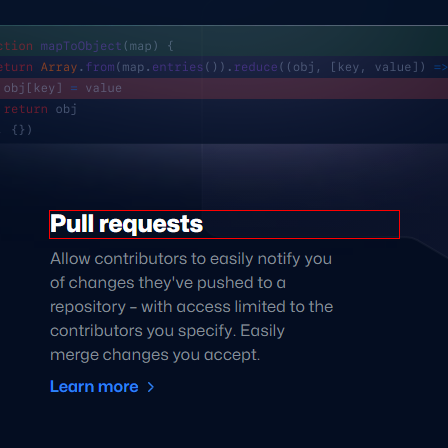 ction mapToObject(map) {
eturn Array.from(map.entries()).reduce((obj, [key, value]) =>
obj[key] = value
return obj
{})
Pull requests
Allow contributors to easily notify you
of changes they've pushed to a
repository – with access limited to the
contributors you specify. Easily
merge changes you accept.
Learn more